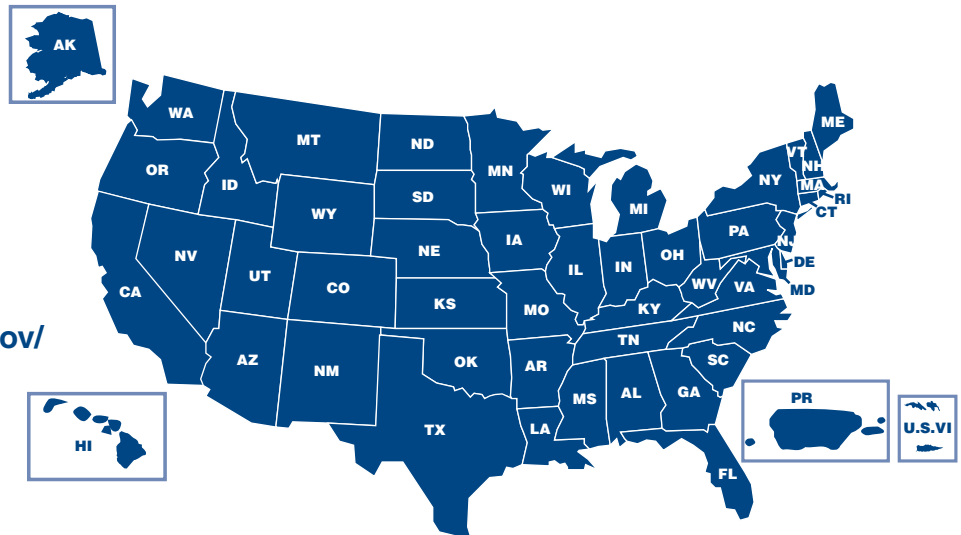 AK
WA
MT
ND
MN
ME
VT
NH
OR
ID
WY
SD
WI
MI
NY
MA
RI
CT
NV
UT
CO
NE
IA
IL
IN
OH
PA
NJ
DE
MD
CA
KS
MO
KY
WV
VA
ov/
AZ
NM
OK
AR
TN
NC
SC
TX
LA
MS
AL
GA
FL
HI
PR
U.S.VI